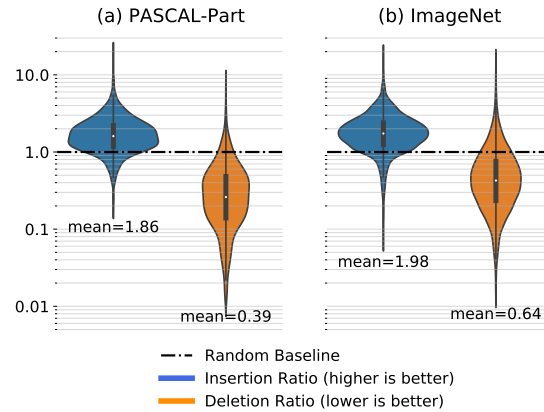 (a) PASCAL-Part
(b) ImageNet
10.0
1.0
0.1
0.01
mean=1.86
mean=0.39
mean=1.98
mean=0.64
Random Baseline
Insertion Ratio (higher is better)
Deletion Ratio (lower is better)